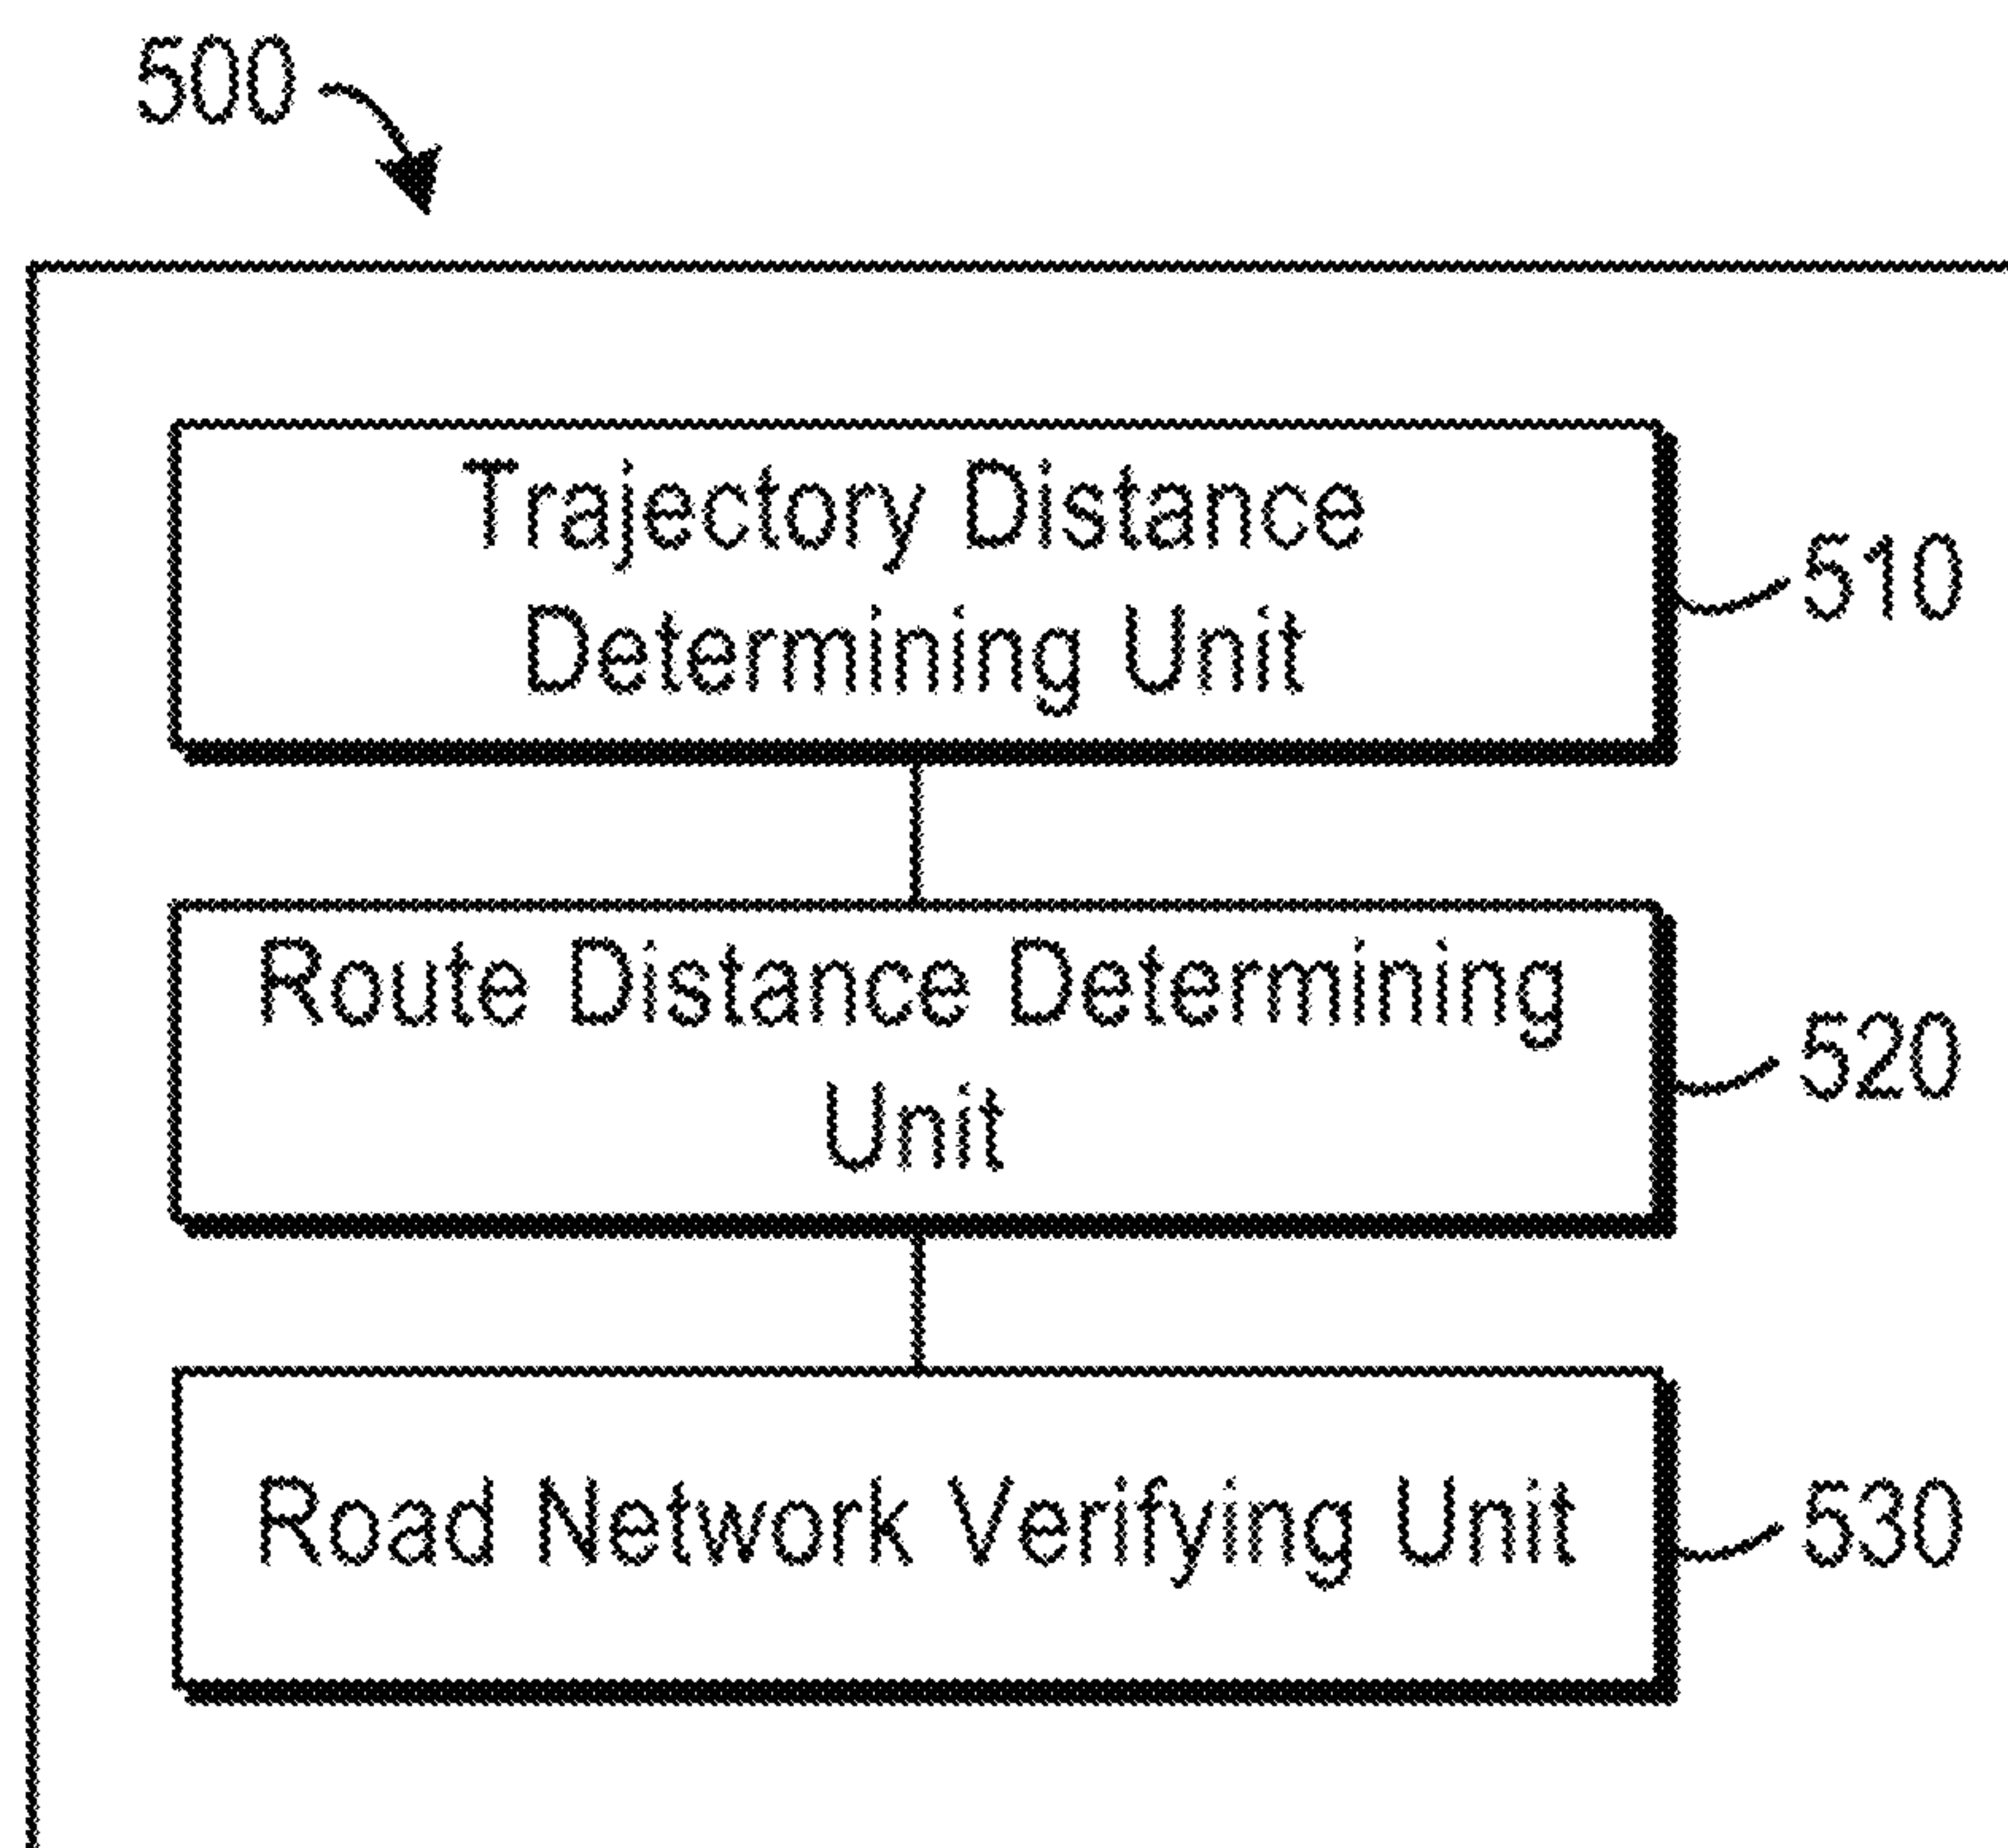 500
Trajectory Distance
Determining Unit
510
Route Distance Determining
Unit
520
Road Network Verifying Unit
530